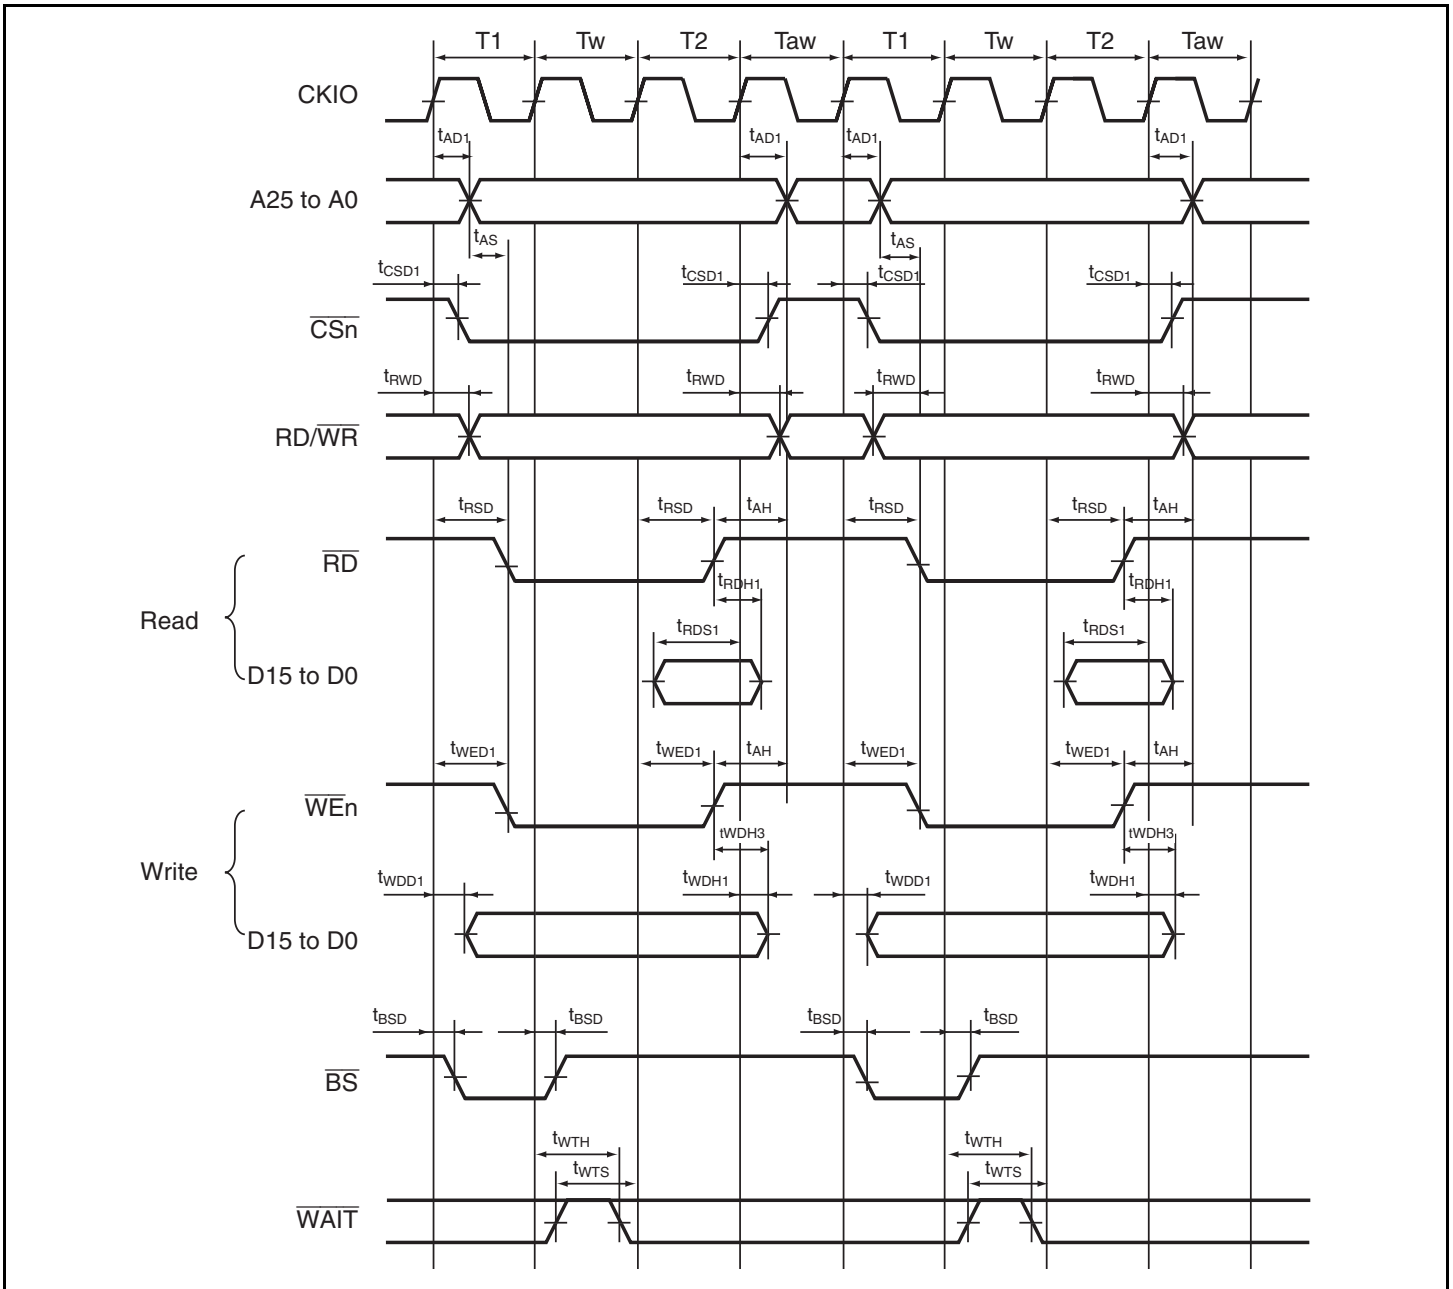 T1 Tw T2 Taw T1 Tw T2 Taw
CKIO
tAD1 tAD1 tAD1 tAD1
A25 to A0
tAS tAS
tCSD1 tCSD1 tCSD1 tCSD1
CSn
tRWD tRWD tRWD tRWD
RD/WR
tRSD tRSD tAH tRSD tRSD tAH
RD
tRDH1 tRDH1
Read
tRDS1 tRDS1
D15 to D0
tWED1 tWED1 tAH tWED1 tWED1 tAH
WEn
tWDH3 tWDH3
Write
tWDD1 tWDH1 tWDD1 tWDH1
D15 to D0
tBSD tBSD tBSD tBSD
BS
tWTH tWTH
tWTS tWTS
WAIT